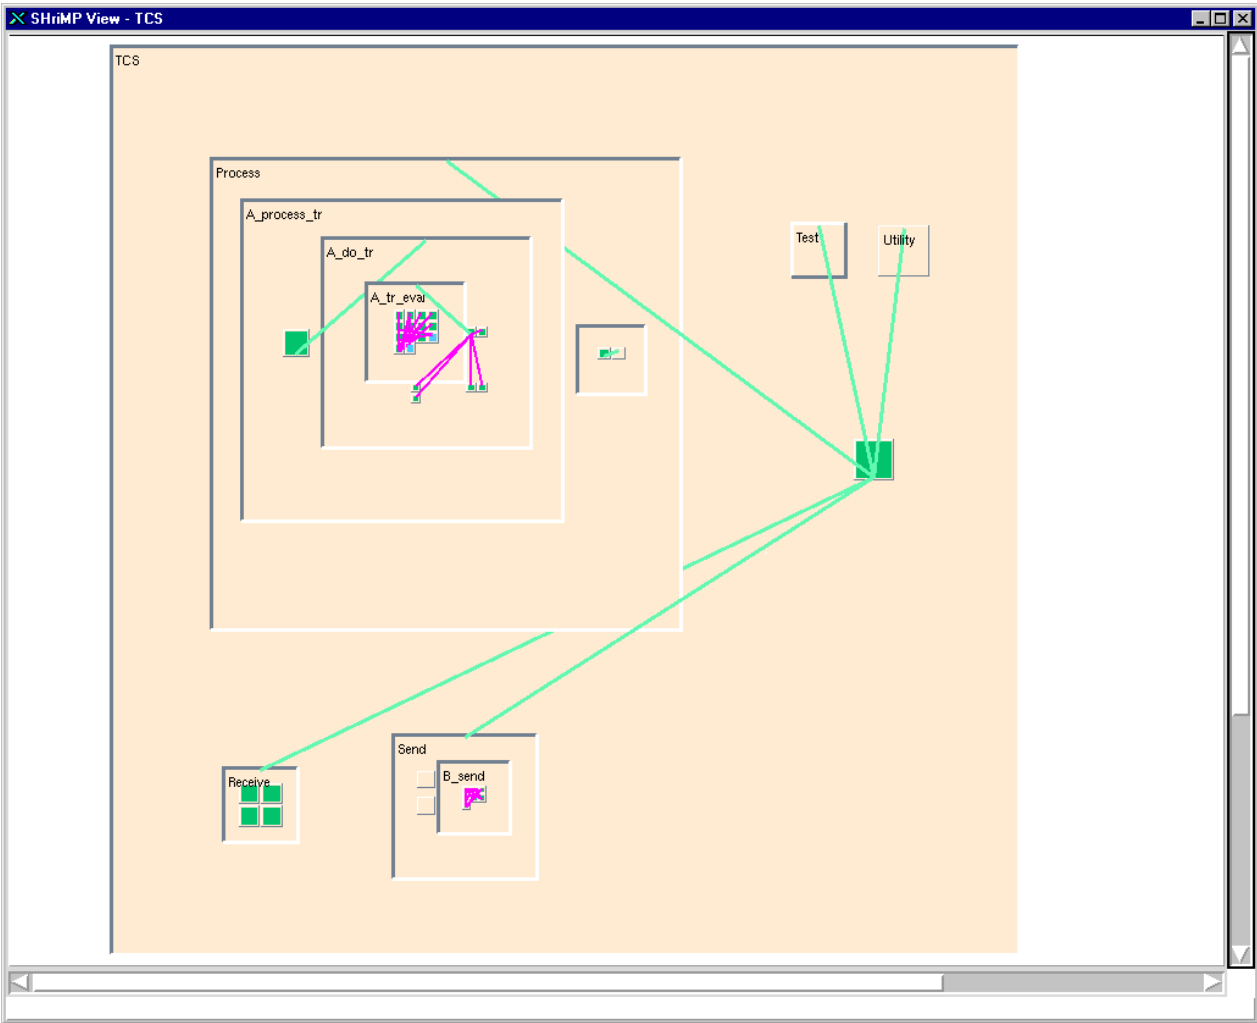 SHriMP View - TCS
TCS
Process
A_process_tr
A_do_tr
A_tr_eval
Test
Utility
Send
B_send
Receive